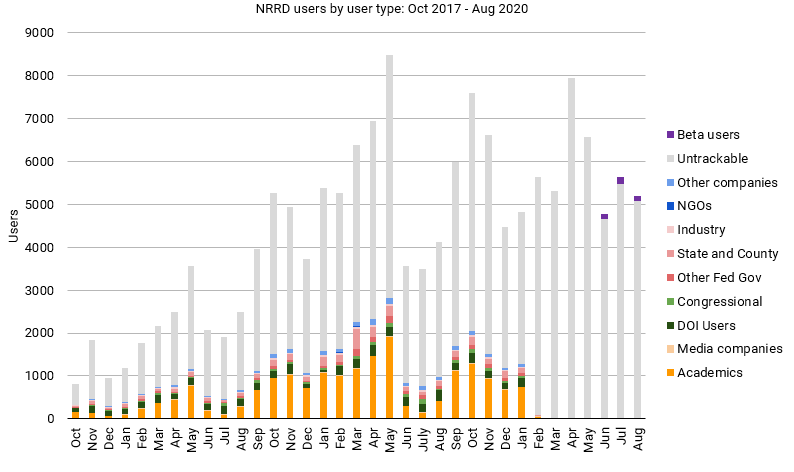 NRRD users by user type: Oct 2017 - Aug 2020
9000
8000
7000
6000
5000
4000
3000
2000
1000
0
Users
Oct Nov Dec Jan Feb Mar Apr May Jun Jul Aug Sep Oct Nov Dec Jan Feb Mar Apr May Jun July Aug Sep Oct Nov Dec Jan Feb Mar Apr May Jun Jul Aug
Beta users
Untrackable
Other companies
NGOs
Industry
State and County
Other Fed Gov
Congressional
DOI Users
Media companies
Academics